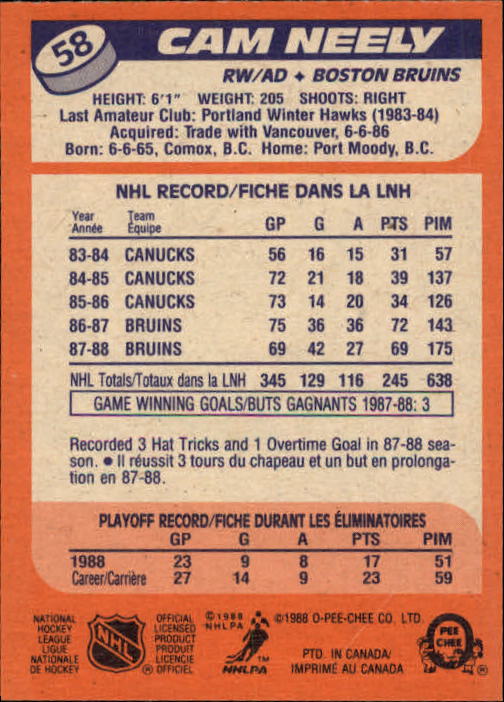 58
CAM NEELY
RW/AD ✦ BOSTON BRUINS
HEIGHT: 6'1" WEIGHT: 205 SHOOTS: RIGHT
Last Amateur Club: Portland Winter Hawks (1983-84)
Acquired: Trade with Vancouver, 6-6-86
Born: 6-6-65, Comox, B.C. Home: Port Moody, B.C.
NHL RECORD/FICHE DANS LA LNH
Year Team
Année Équipe GP G A PTS PIM
83-84 CANUCKS 56 16 15 31 57
84-85 CANUCKS 72 21 18 39 137
85-86 CANUCKS 73 14 20 34 126
86-87 BRUINS 75 36 36 72 143
87-88 BRUINS 69 42 27 69 175
NHL Totals/Totaux dans la LNH 345 129 116 245 638
GAME WINNING GOALS/BUTS GAGNANTS 1987-88: 3
Recorded 3 Hat Tricks and 1 Overtime Goal in 87-88 sea-
son. ● Il réussit 3 tours du chapeau et un but en prolonga-
tion en 87-88.
PLAYOFF RECORD/FICHE DURANT LES ÉLIMINATOIRES
GP G A PTS PIM
1988 23 9 8 17 51
Career/Carrière 27 14 9 23 59
NATIONAL
HOCKEY
LEAGUE
LIGUE
NATIONALE
DE HOCKEY
NHL
®
OFFICIAL
LICENSED
PRODUCT
PRODUIT
LICENCIE
OFFICIEL
©1988
NHLPA
TM
NHLPA
©1988 O-PEE-CHEE CO. LTD.
PTD. IN CANADA/
IMPRIMÉ AU CANADA
O
PEE
CHEE
®